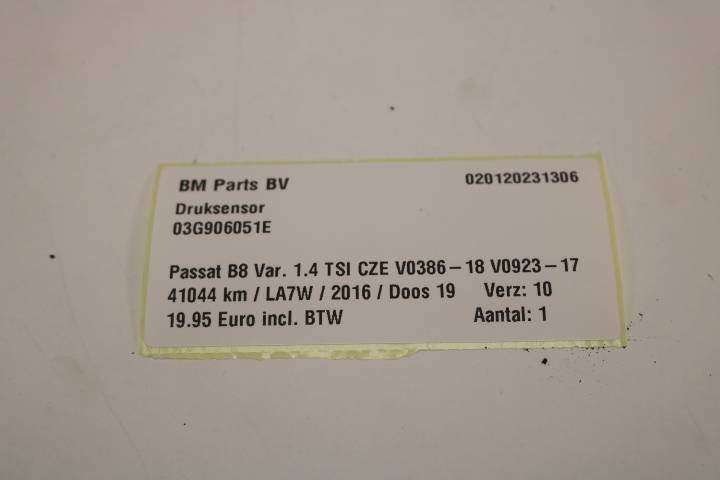 BM Parts BV 020120231306
Druksensor
03G906051E
Passat B8 Var. 1.4 TSI CZE V0386-18 V0923-17
41044 km / LA7W / 2016 / Doos 19 Verz: 10
19.95 Euro incl. BTW Aantal: 1